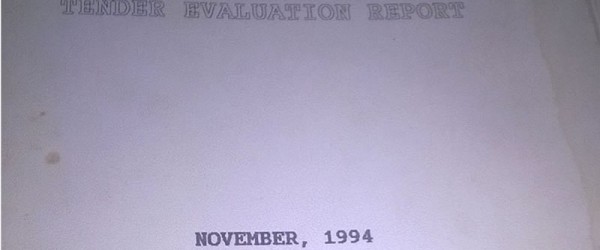 TENDER EVALUATION REPORT
NOVEMBER, 1994